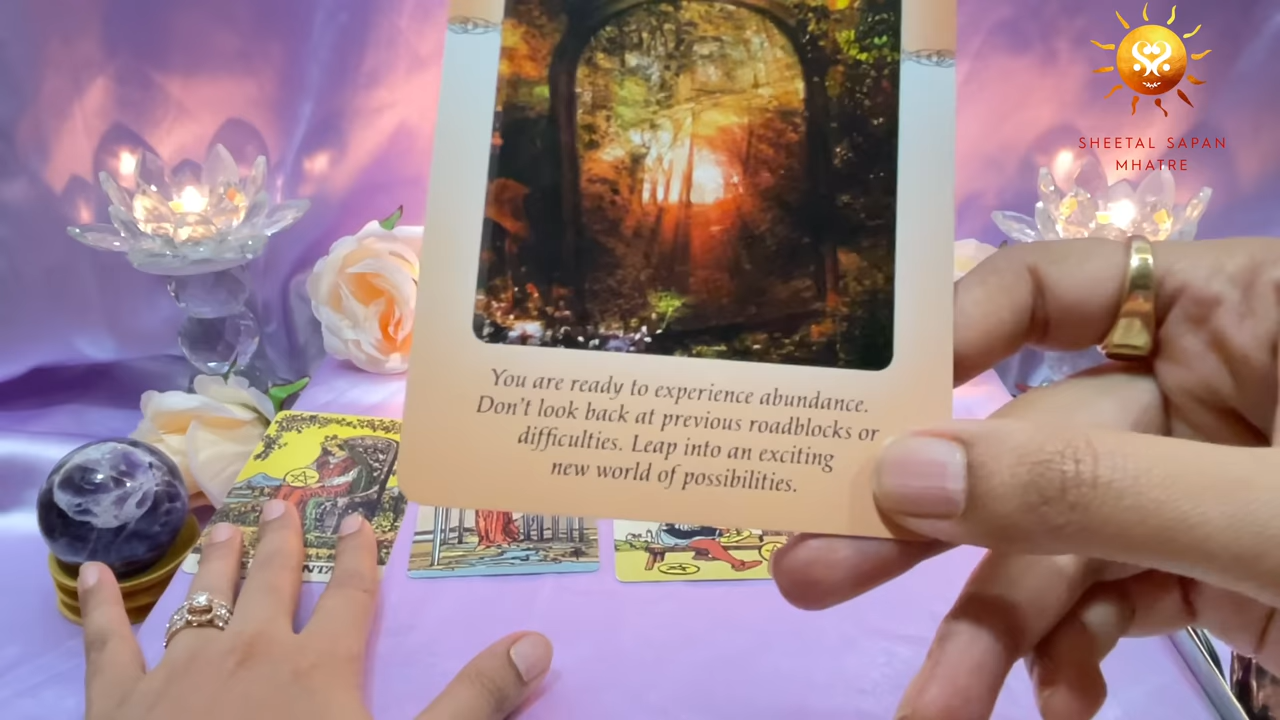 SHEETAL SAPAN
MHATRE
You are ready to experience abundance.
Don't look back at previous roadblocks or
difficulties. Leap into an exciting
new world of possibilities.